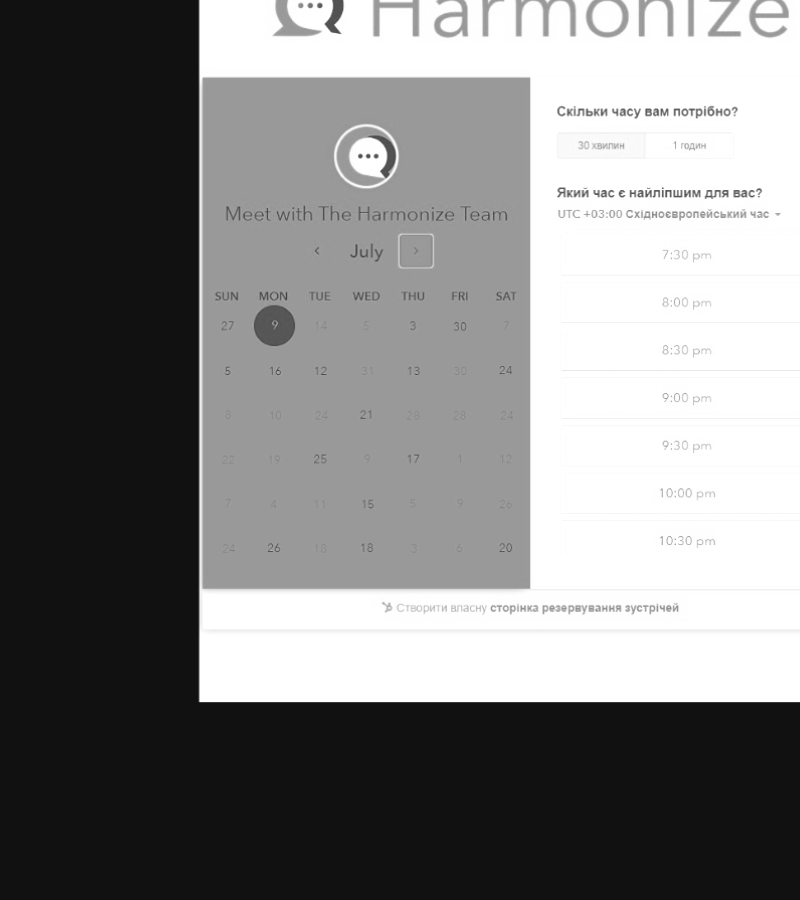 Harmonize
Meet with The Harmonize Team
July
SUN MON TUE WED THU FRI SAT
27 9 14 5 3 30 7
5 16 12 31 13 30 24
8 10 24 21 28 28 24
22 19 25 9 17 1 12
7 4 11 15 5 9 26
24 26 18 18 3 6 20
Скільки часу вам потрібно?
30 хвилин 1 годин
Який час є найліпшим для вас?
UTC +03:00 Східноєвропейський час
7:30 pm
8:00 pm
8:30 pm
9:00 pm
9:30 pm
10:00 pm
10:30 pm
Створити власну сторінка резервування зустрічей